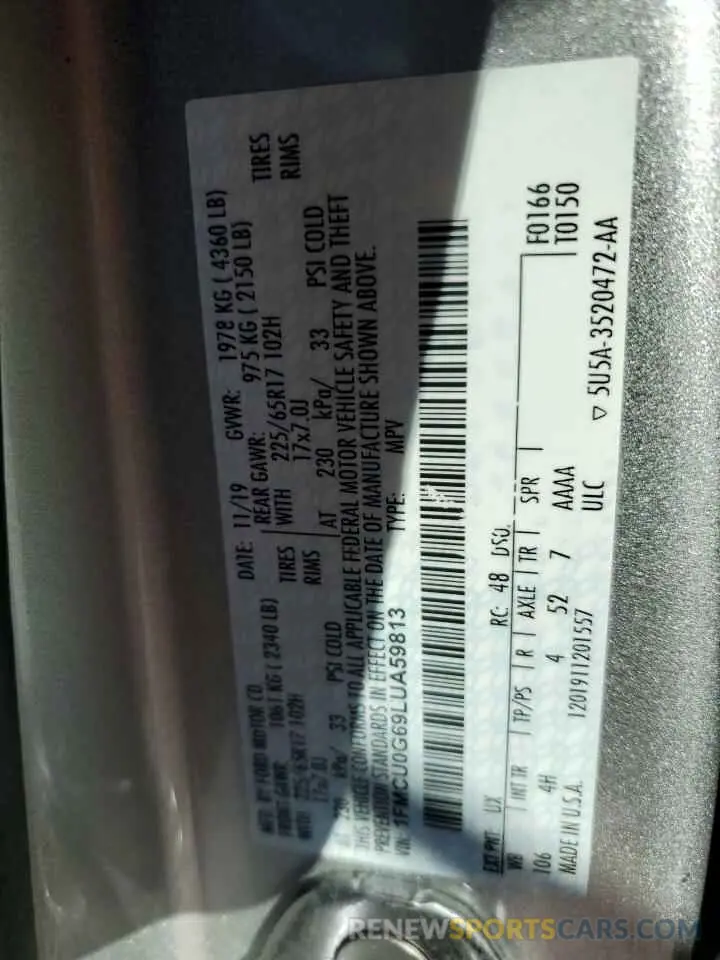 MFD. BY FORD MOTOR CO.
DATE: 11/19 GVWR: 1978 KG ( 4360 LB)
FRONT GAWR: 1061 KG ( 2340 LB)
REAR GAWR: 975 KG ( 2150 LB)
WITH 225/65R17 102H TIRES
WITH 225/65R17 102H TIRES
17x7.0J RIMS
17x7.0J RIMS
AT 230 kPa/ 33 PSI COLD
AT 230 kPa/ 33 PSI COLD
THIS VEHICLE CONFORMS TO ALL APPLICABLE FEDERAL MOTOR VEHICLE SAFETY AND THEFT
PREVENTION STANDARDS IN EFFECT ON THE DATE OF MANUFACTURE SHOWN ABOVE.
VIN: 1FMCU0G69LUA59813 TYPE: MPV
EXT PNT: UX RC: 48 DSO: F0166
WB INT TR TP/PS R AXLE TR SPR T0150
106 4H 4 52 7 AAAA
MADE IN U.S.A. 1201911201557 ULC
▽ 5U5A-3520472-AA
RENEWSPORTSCARS.COM